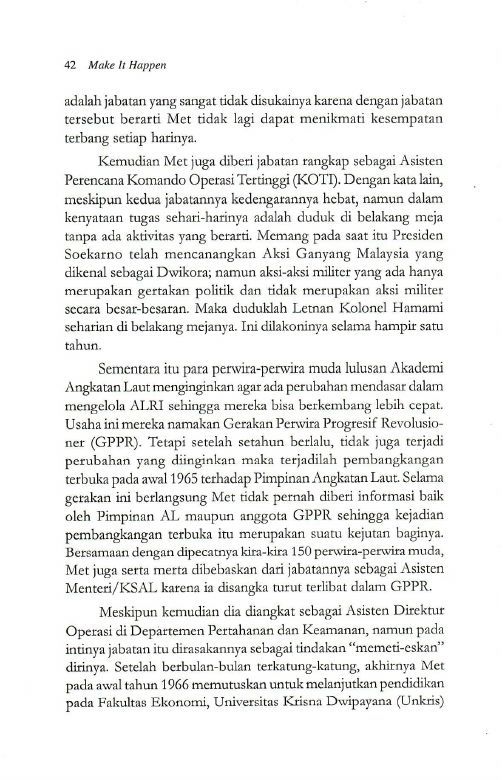 42 Make It Happen
adalah jabatan yang sangat tidak disukainya karena dengan jabatan
tersebut berarti Met tidak lagi dapat menikmati kesempatan
terbang setiap harinya.
Kemudian Met juga diberi jabatan rangkap sebagai Asisten
Perencana Komando Operasi Tertinggi (KOTI). Dengan kata lain,
meskipun kedua jabatannya kedengarannya hebat, namun dalam
kenyataan tugas sehari-harinya adalah duduk di belakang meja
tanpa ada aktivitas yang berarti. Memang pada saat itu Presiden
Soekarno telah mencanangkan Aksi Ganyang Malaysia yang
dikenal sebagai Dwikora; namun aksi-aksi militer yang ada hanya
merupakan gertakan politik dan tidak merupakan aksi militer
secara besar-besaran. Maka duduklah Letnan Kolonel Hamami
seharian di belakang mejanya. Ini dilakoninya selama hampir satu
tahun.
Sementara itu para perwira-perwira muda lulusan Akademi
Angkatan Laut menginginkan agar ada perubahan mendasar dalam
mengelola ALRI sehingga mereka bisa berkembang lebih cepat.
Usaha ini mereka namakan Gerakan Perwira Progresif Revolusio-
ner (GPPR). Tetapi setelah setahun berlalu, tidak juga terjadi
perubahan yang diinginkan maka terjadilah pembangkangan
terbuka pada awal 1965 terhadap Pimpinan Angkatan Laut. Selama
gerakan ini berlangsung Met tidak pernah diberi informasi baik
oleh Pimpinan AL maupun anggota GPPR sehingga kejadian
pembangkangan terbuka itu merupakan suatu kejutan baginya.
Bersamaan dengan dipecatnya kira-kira 150 perwira-perwira muda,
Met juga serta merta dibebaskan dari jabatannya sebagai Asisten
Menteri/KSAL karena ia disangka turut terlibat dalam GPPR.
Meskipun kemudian dia diangkat sebagai Asisten Direktur
Operasi di Departemen Pertahanan dan Keamanan, namun pada
intinya jabatan itu dirasakannya sebagai tindakan “memeti-eskan”
dirinya. Setelah berbulan-bulan terkatung-katung, akhirnya Met
pada awal tahun 1966 memutuskan untuk melanjutkan pendidikan
pada Fakultas Ekonomi, Universitas Krisna Dwipayana (Unkris)